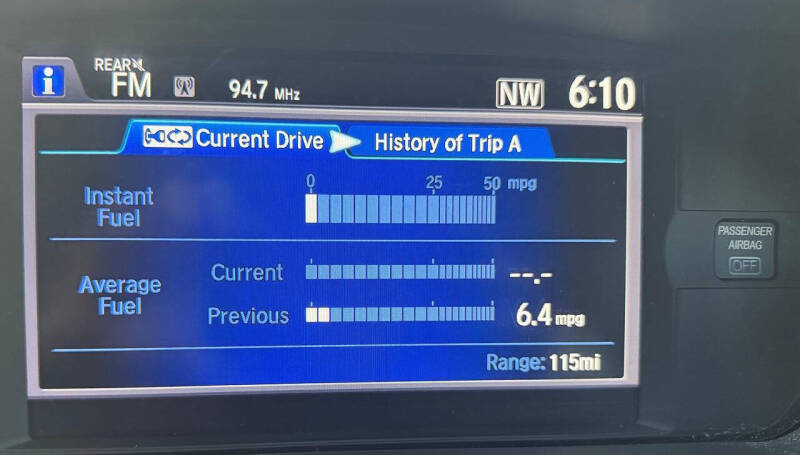 REAR
FM 94.7 MHz NW 6:10
i
Current Drive History of Trip A
0 25 50 mpg
Instant
Fuel
Average
Fuel
Current --.-
Previous 6.4 mpg
Range: 115mi
PASSENGER
AIRBAG
OFF